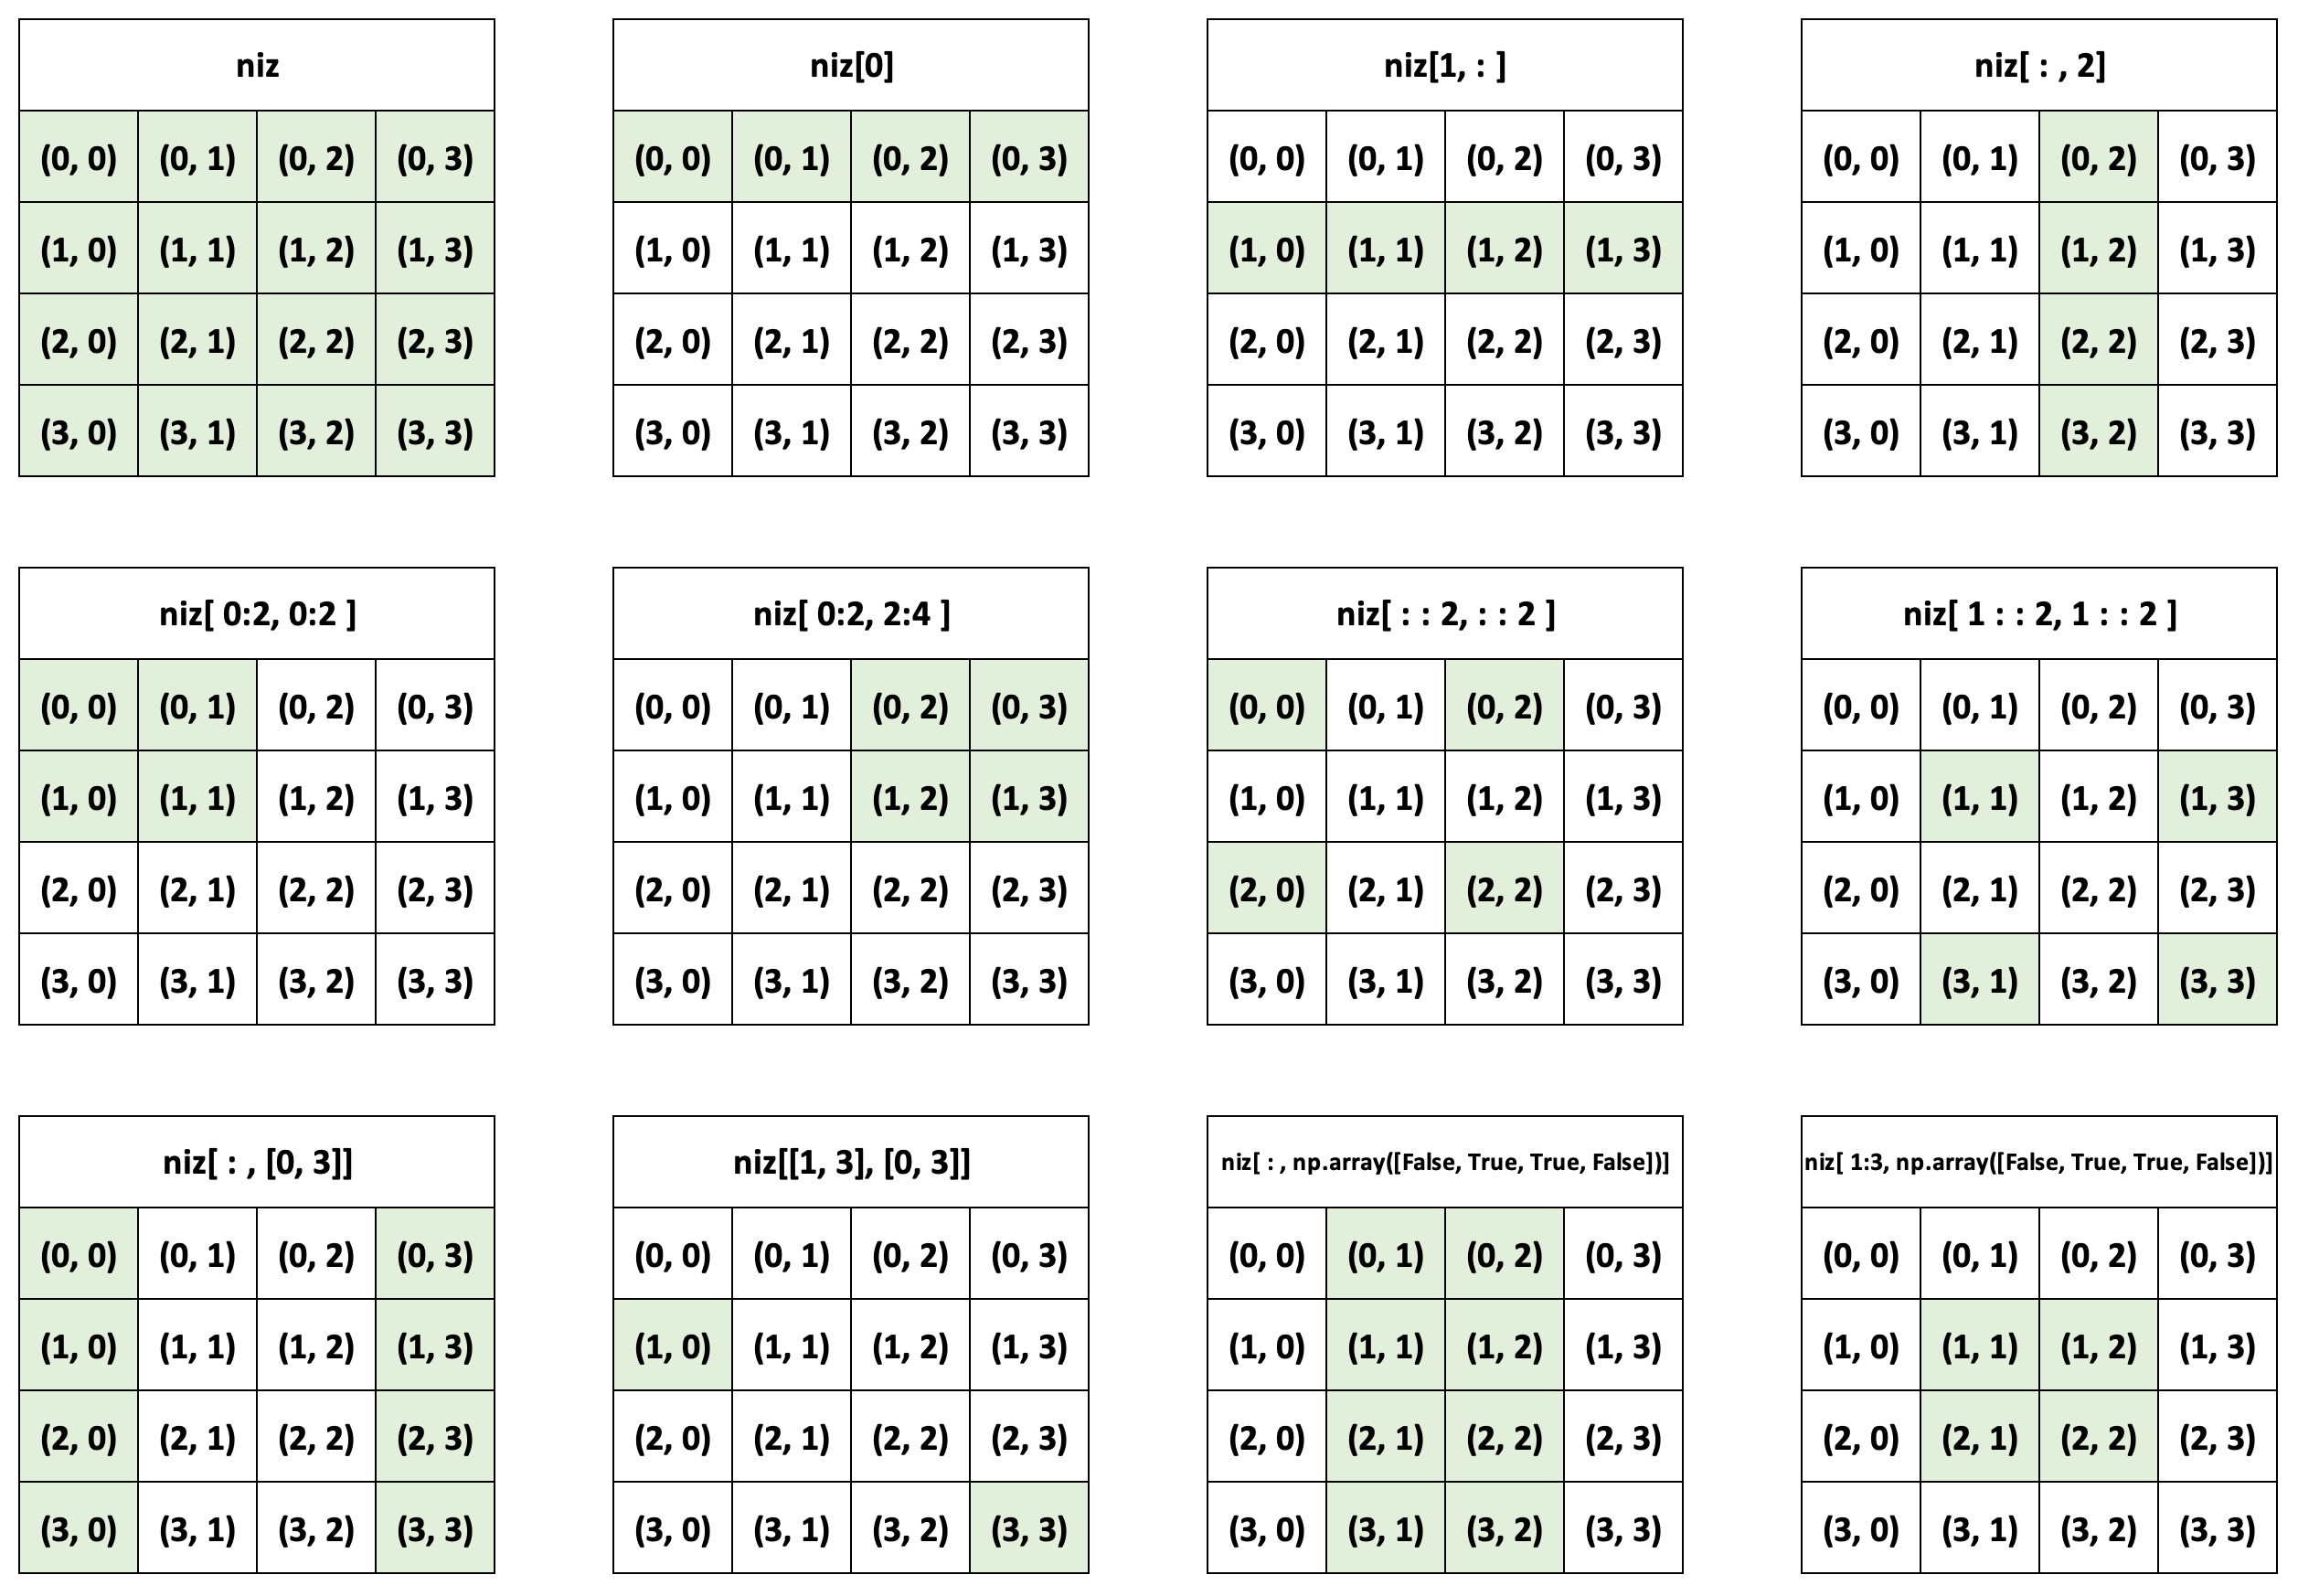 niz niz[0] niz[1, : ] niz[ : , 2]
(0, 0) (0, 1) (0, 2) (0, 3) (0, 0) (0, 1) (0, 2) (0, 3) (0, 0) (0, 1) (0, 2) (0, 3) (0, 0) (0, 1) (0, 2) (0, 3)
(1, 0) (1, 1) (1, 2) (1, 3) (1, 0) (1, 1) (1, 2) (1, 3) (1, 0) (1, 1) (1, 2) (1, 3) (1, 0) (1, 1) (1, 2) (1, 3)
(2, 0) (2, 1) (2, 2) (2, 3) (2, 0) (2, 1) (2, 2) (2, 3) (2, 0) (2, 1) (2, 2) (2, 3) (2, 0) (2, 1) (2, 2) (2, 3)
(3, 0) (3, 1) (3, 2) (3, 3) (3, 0) (3, 1) (3, 2) (3, 3) (3, 0) (3, 1) (3, 2) (3, 3) (3, 0) (3, 1) (3, 2) (3, 3)
niz[ 0:2, 0:2 ] niz[ 0:2, 2:4 ] niz[ : : 2, : : 2 ] niz[ 1 : : 2, 1 : : 2 ]
(0, 0) (0, 1) (0, 2) (0, 3) (0, 0) (0, 1) (0, 2) (0, 3) (0, 0) (0, 1) (0, 2) (0, 3) (0, 0) (0, 1) (0, 2) (0, 3)
(1, 0) (1, 1) (1, 2) (1, 3) (1, 0) (1, 1) (1, 2) (1, 3) (1, 0) (1, 1) (1, 2) (1, 3) (1, 0) (1, 1) (1, 2) (1, 3)
(2, 0) (2, 1) (2, 2) (2, 3) (2, 0) (2, 1) (2, 2) (2, 3) (2, 0) (2, 1) (2, 2) (2, 3) (2, 0) (2, 1) (2, 2) (2, 3)
(3, 0) (3, 1) (3, 2) (3, 3) (3, 0) (3, 1) (3, 2) (3, 3) (3, 0) (3, 1) (3, 2) (3, 3) (3, 0) (3, 1) (3, 2) (3, 3)
niz[ : , [0, 3]] niz[[1, 3], [0, 3]] niz[ : , np.array([False, True, True, False])] niz[ 1:3, np.array([False, True, True, False])]
(0, 0) (0, 1) (0, 2) (0, 3) (0, 0) (0, 1) (0, 2) (0, 3) (0, 0) (0, 1) (0, 2) (0, 3) (0, 0) (0, 1) (0, 2) (0, 3)
(1, 0) (1, 1) (1, 2) (1, 3) (1, 0) (1, 1) (1, 2) (1, 3) (1, 0) (1, 1) (1, 2) (1, 3) (1, 0) (1, 1) (1, 2) (1, 3)
(2, 0) (2, 1) (2, 2) (2, 3) (2, 0) (2, 1) (2, 2) (2, 3) (2, 0) (2, 1) (2, 2) (2, 3) (2, 0) (2, 1) (2, 2) (2, 3)
(3, 0) (3, 1) (3, 2) (3, 3) (3, 0) (3, 1) (3, 2) (3, 3) (3, 0) (3, 1) (3, 2) (3, 3) (3, 0) (3, 1) (3, 2) (3, 3)